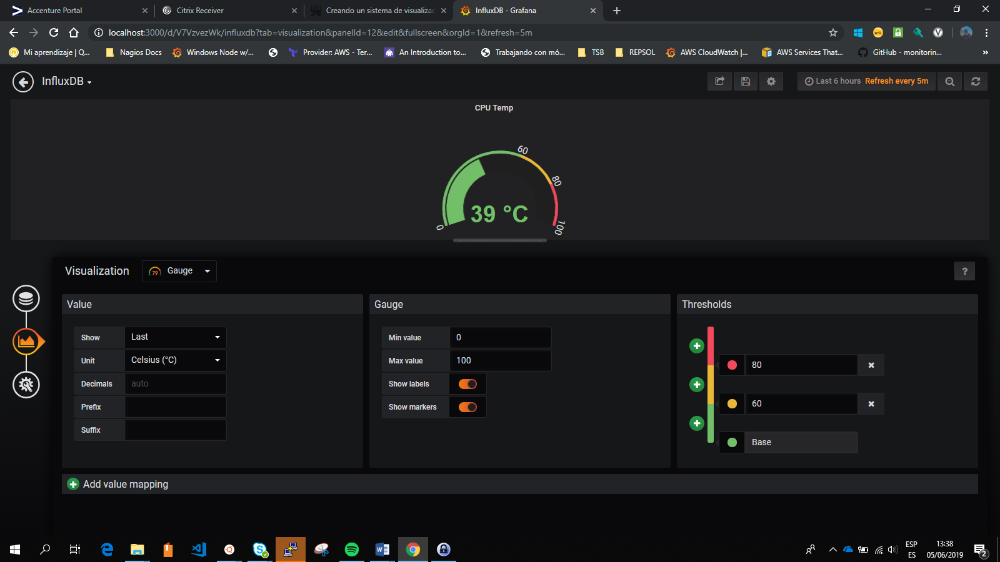 Accenture Portal
Citrix Receiver
Creando un sistema de visualizac
InfluxDB - Grafana
localhost:3000/d/V7VzvezWk/influxdb?tab=visualization&panelId=12&edit&fullscreen&orgId=1&refresh=5m
Mi aprendizaje | Q...
Nagios Docs
Windows Node w/...
Provider: AWS - Ter...
An Introduction to...
Trabajando con mó...
TSB
REPSOL
AWS CloudWatch |...
AWS Services That...
GitHub - monitorin...
»
InfluxDB
Last 6 hours Refresh every 5m
CPU Temp
0
60
80
100
39 °C
Visualization
79
Gauge
?
Value
Show
Last
Unit
Celsius (°C)
Decimals
auto
Prefix
Suffix
Gauge
Min value
0
Max value
100
Show labels
Show markers
Thresholds
80
60
Base
Add value mapping
ESP
ES
13:38
05/06/2019
2